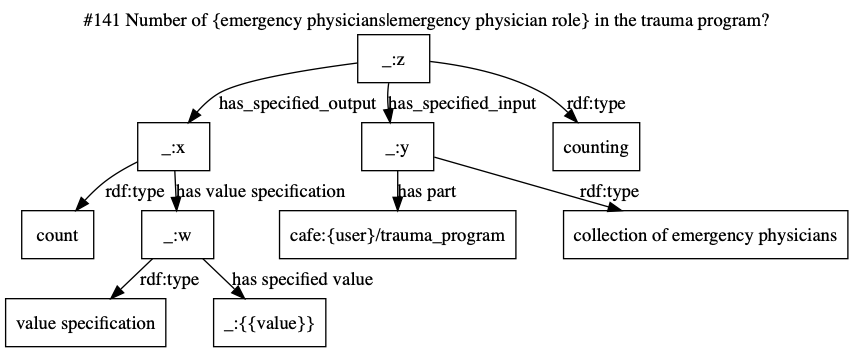 #141 Number of {emergency physicians|emergency physician role} in the trauma program?
_:z
has_specified_output
has_specified_input
rdf:type
_:x
_:y
counting
rdf:type
has value specification
has part
rdf:type
count
_:w
cafe:{user}/trauma_program
collection of emergency physicians
rdf:type
has specified value
value specification
_:{{value}}